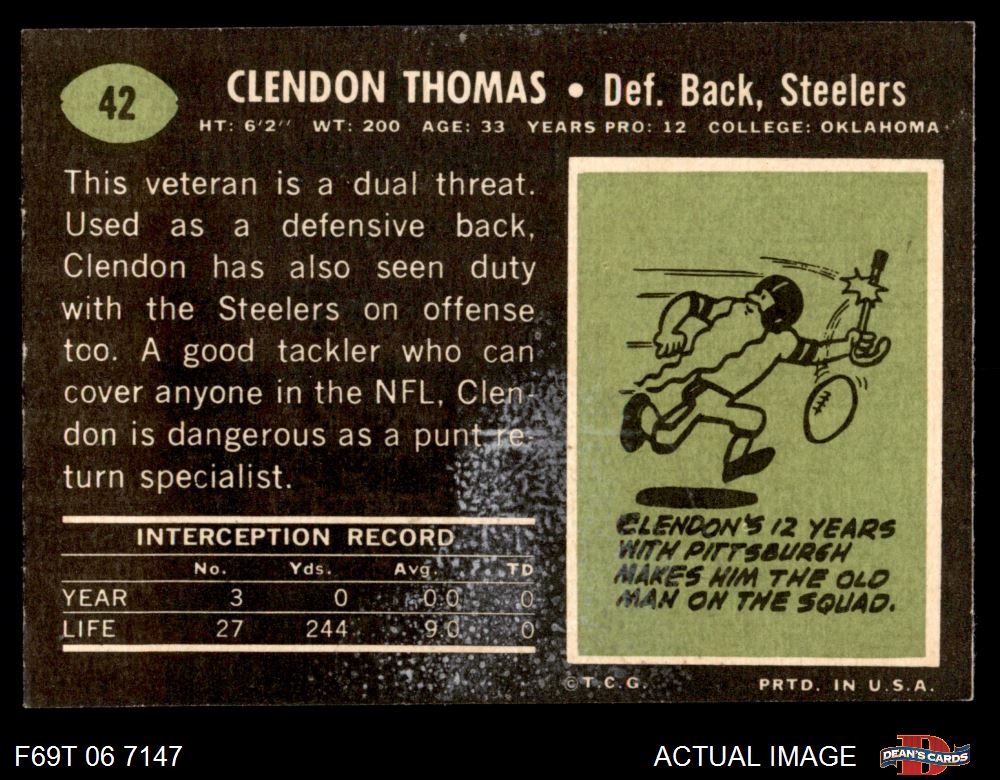 42
CLENDON THOMAS • Def. Back, Steelers
HT: 6'2'' WT: 200 AGE: 33 YEARS PRO: 12 COLLEGE: OKLAHOMA
This veteran is a dual threat.
Used as a defensive back,
Clendon has also seen duty
with the Steelers on offense
too. A good tackler who can
cover anyone in the NFL, Clen-
don is dangerous as a punt re-
turn specialist.
INTERCEPTION RECORD
No. Yds. Avg. TD
YEAR 3 0 0.0 0
LIFE 27 244 9.0 0
CLENDON'S 12 YEARS
WITH PITTSBURGH
MAKES HIM THE OLD
MAN ON THE SQUAD.
©T.C.G. PRTD. IN U.S.A.
F69T 06 7147
ACTUAL IMAGE
D
DEAN'S CARDS